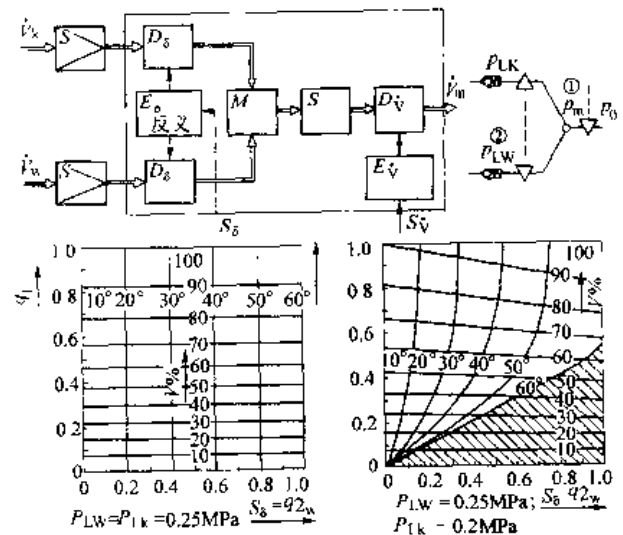 V̇k
S
Dδ
M
S
DV̇
V̇m
E0
反义
EV̇
V̇w
S
Dδ
Sδ
SV̇
pLK
①
pm
p0
②
pLW
1.0
0.8
0.6
0.4
0.2
0
q1
100
90
10° 20° 30° 40° 50° 60°
80
70
60
50
40
30
20
10
V%
0 0.2 0.4 0.6 0.8 1.0
PLW=PLk=0.25MPa
Sδ=q2w
1.0
0.8
0.6
0.4
0.2
0
100
90
80
70
60
50
40
30
20
10
V%
10° 20° 30° 40° 50°
60°
0 0.2 0.4 0.6 0.8 1.0
PLW=0.25MPa; Sδ q2w
PLk - 0.2MPa